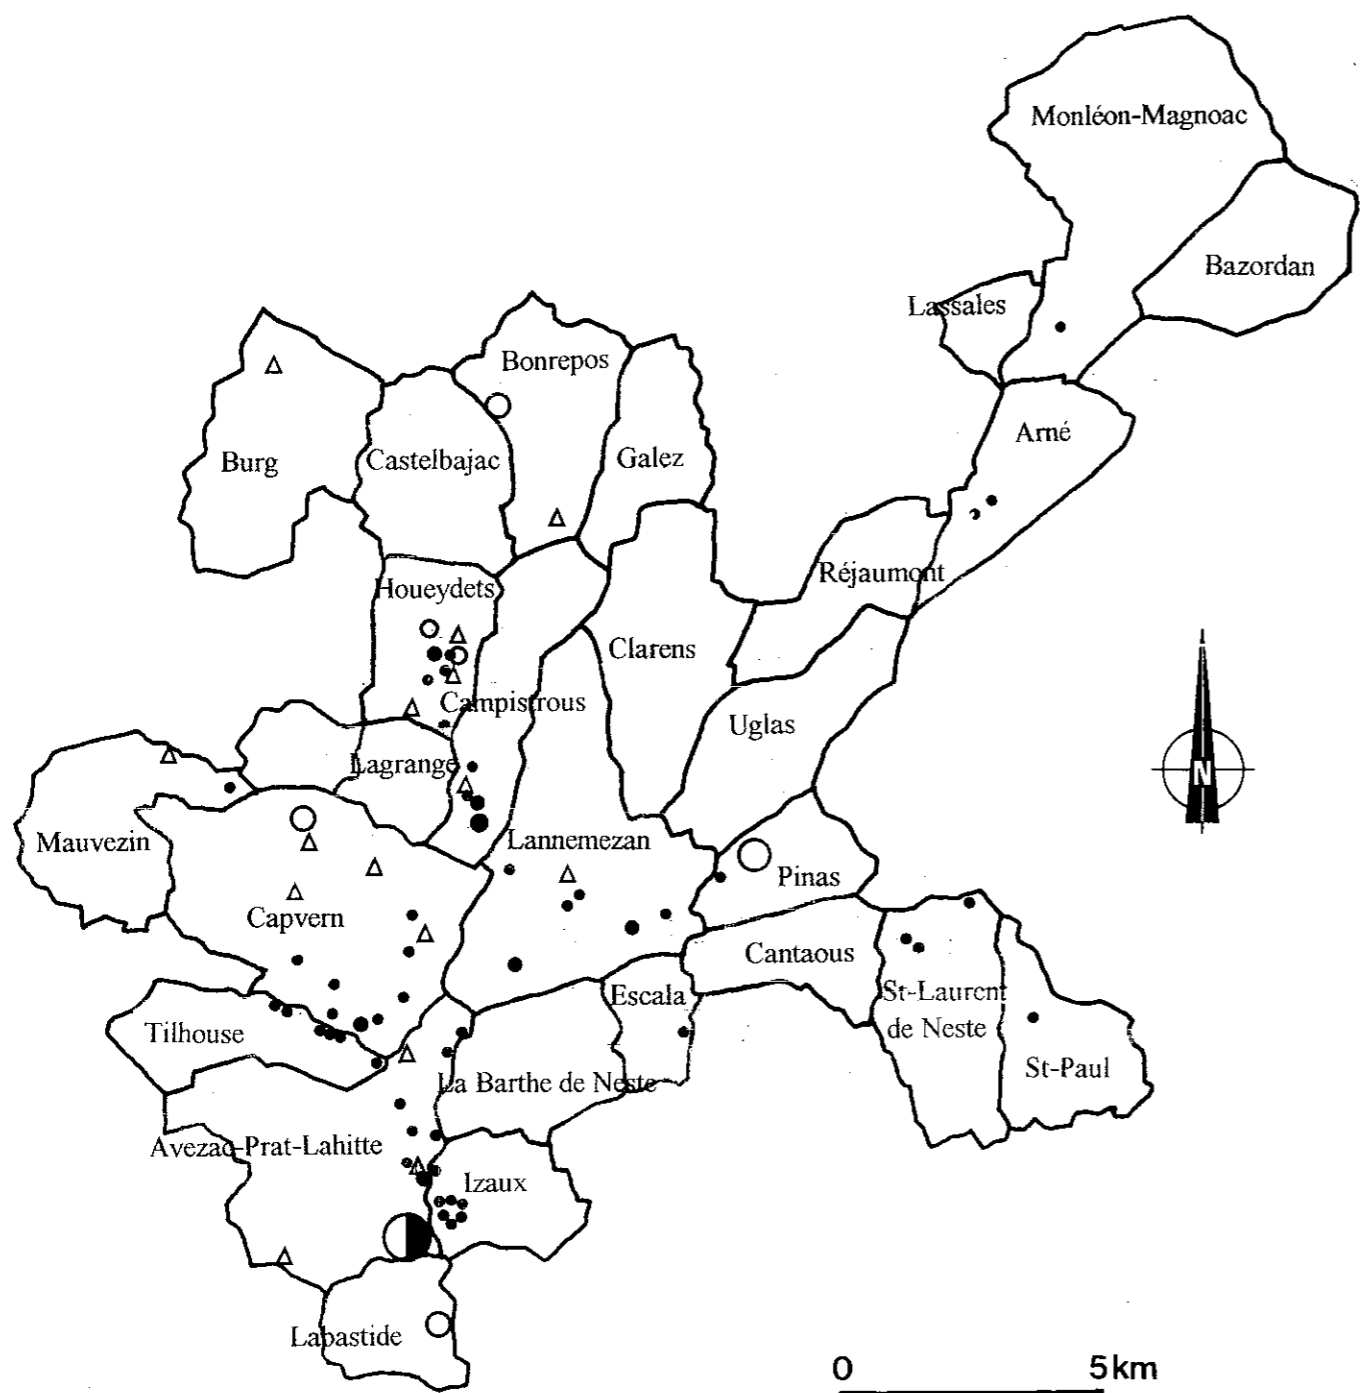 Monléon-Magnoac
Bazordan
Lassales
Bonrepos
Arné
Burg
Castelbajac
Galez
Réjaumont
Houeydets
Clarens
Campistrous
Uglas
Lagrange
N
Mauvezin
Lannemezan
Pinas
Capvern
Cantaous
Escala
St-Laurent
de Neste
Tilhouse
St-Paul
La Barthe de Neste
Avezac-Prat-Lahitte
Izaux
Labastide
0 5km